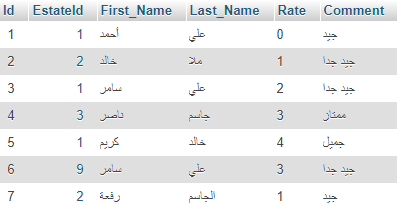 Id EstateId First_Name Last_Name Rate Comment
1 1 أحمد علي 0 جيد
2 2 خالد ملا 1 جيد جدا
3 1 سامر علي 2 جيد جدا
4 3 ناصر جاسم 3 ممتاز
5 1 كريم خالد 4 جميل
6 9 سامر علي 3 جيد جدا
7 2 رفعة الجاسم 1 جيد